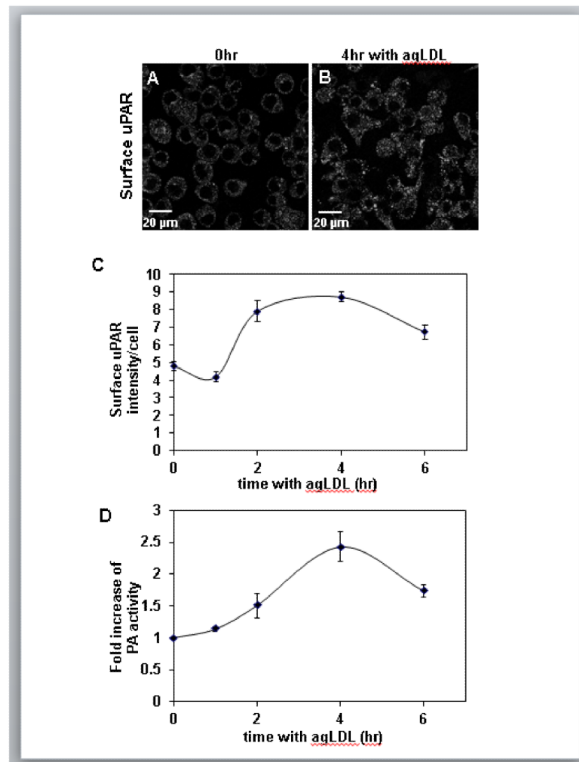 0hr
4hr with agLDL
Surface uPAR
A
B
20 µm
20 µm
C
Surface uPAR
intensity/cell
10
9
8
7
6
5
4
3
2
1
0
0
2
4
6
time with agLDL (hr)
D
Fold increase of
PA activity
3
2.5
2
1.5
1
0.5
0
0
2
4
6
time with agLDL (hr)